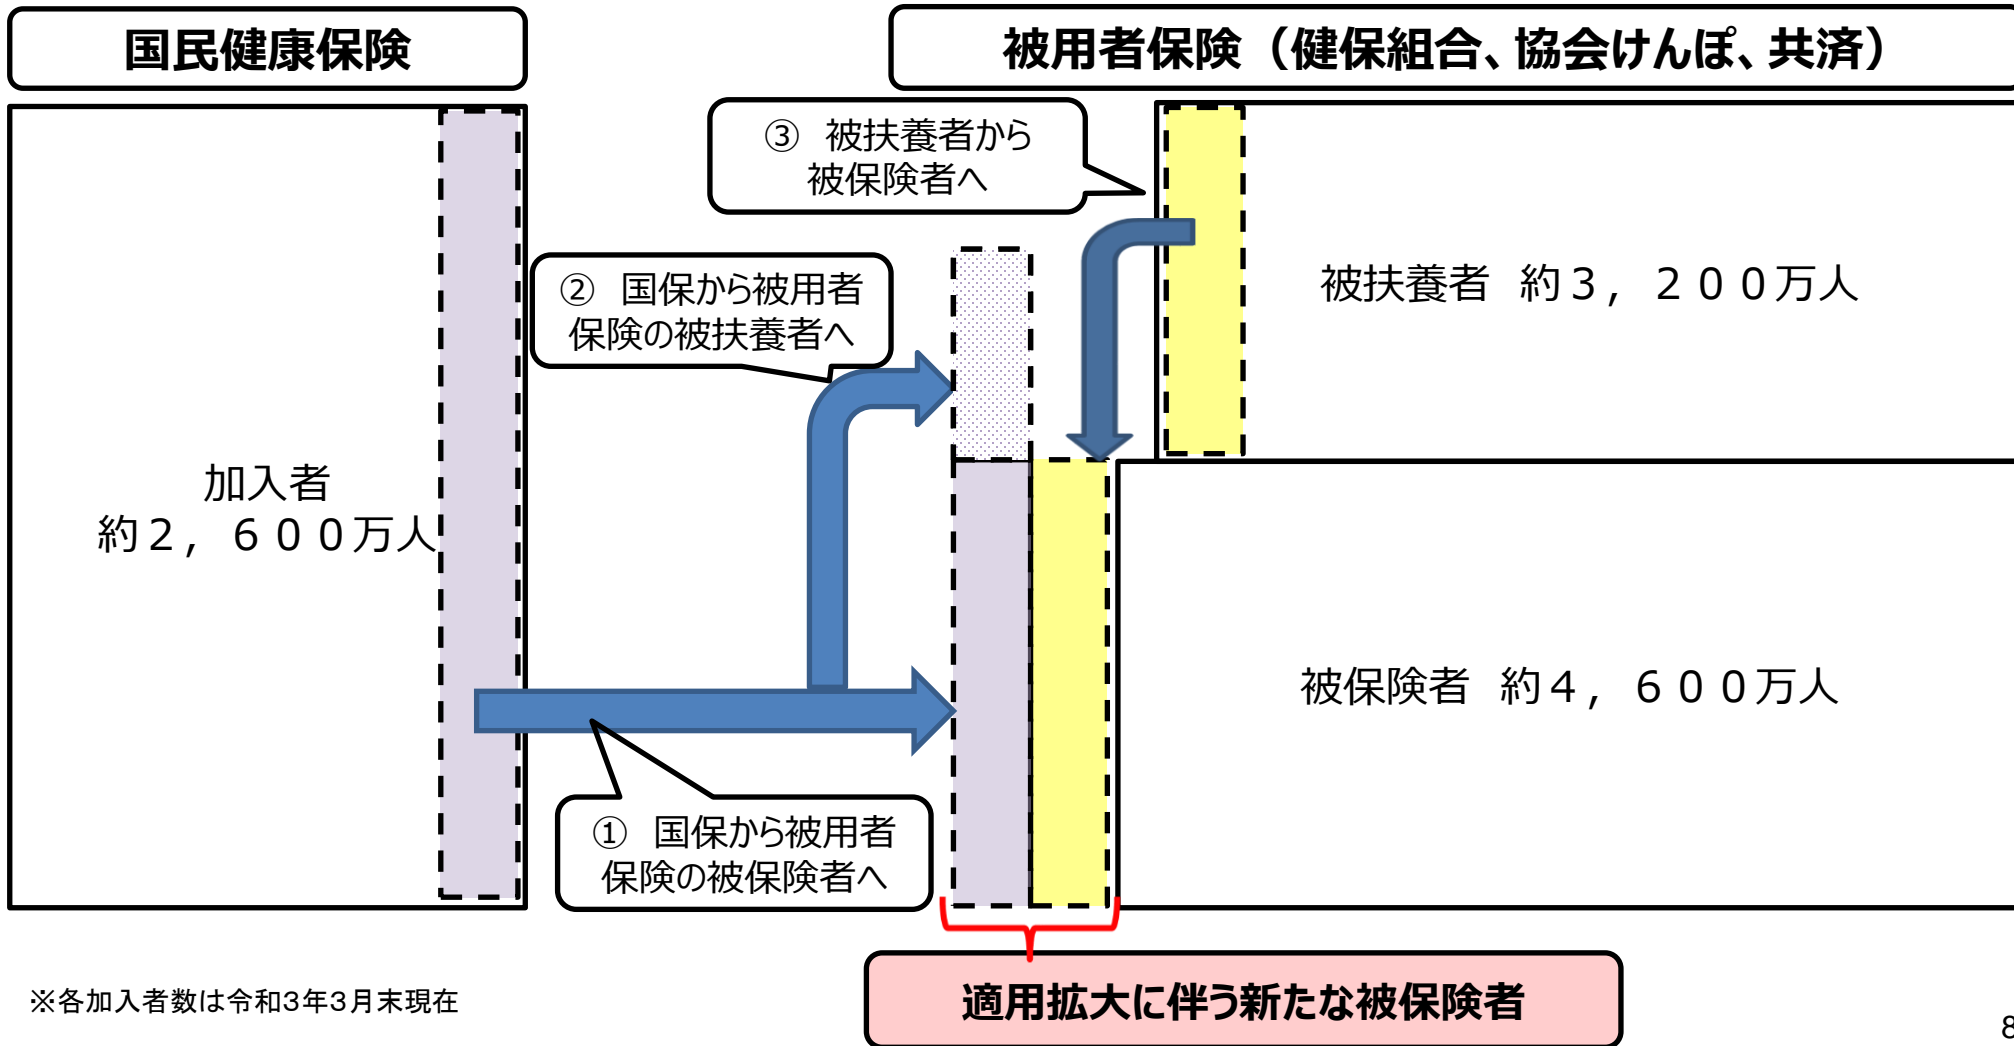 国民健康保険
被用者保険（健保組合、協会けんぽ、共済）
③　被扶養者から
被保険者へ
②　国保から被用者
保険の被扶養者へ
被扶養者　約３，２００万人
加入者
約２，６００万人
被保険者　約４，６００万人
①　国保から被用者
保険の被保険者へ
適用拡大に伴う新たな被保険者
※各加入者数は令和3年3月末現在
8